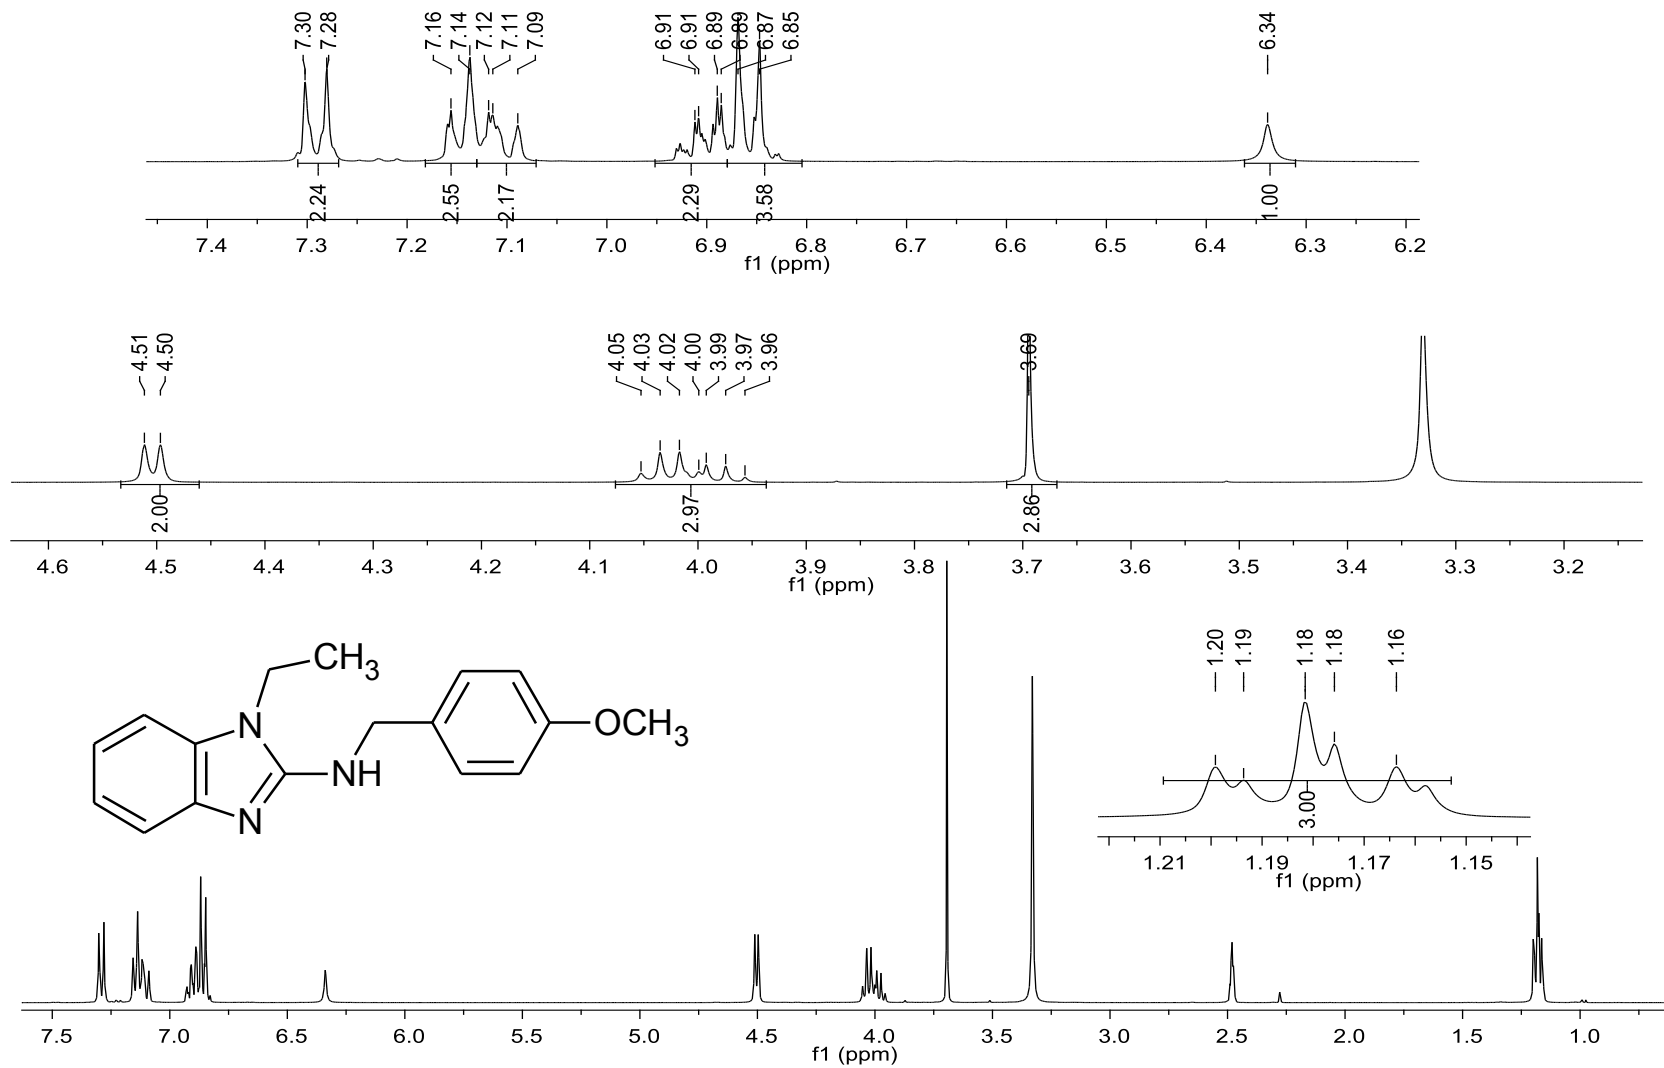 7.30 7.28 7.16 7.14 7.12 7.11 7.09 6.91 6.91 6.89 6.89 6.87 6.85 6.34
2.24 2.55 2.17 2.29 3.58 1.00
7.4 7.3 7.2 7.1 7.0 6.9 6.8 6.7 6.6 6.5 6.4 6.3 6.2
f1 (ppm)
4.51 4.50 4.05 4.03 4.02 4.00 3.99 3.97 3.96 3.69
2.00 2.97 2.86
4.6 4.5 4.4 4.3 4.2 4.1 4.0 3.9 3.8 3.7 3.6 3.5 3.4 3.3 3.2
f1 (ppm)
1.20 1.19 1.18 1.18 1.16
3.00
1.21 1.19 1.17 1.15
f1 (ppm)
CH3
N
OCH3
NH
N
7.5 7.0 6.5 6.0 5.5 5.0 4.5 4.0 3.5 3.0 2.5 2.0 1.5 1.0
f1 (ppm)